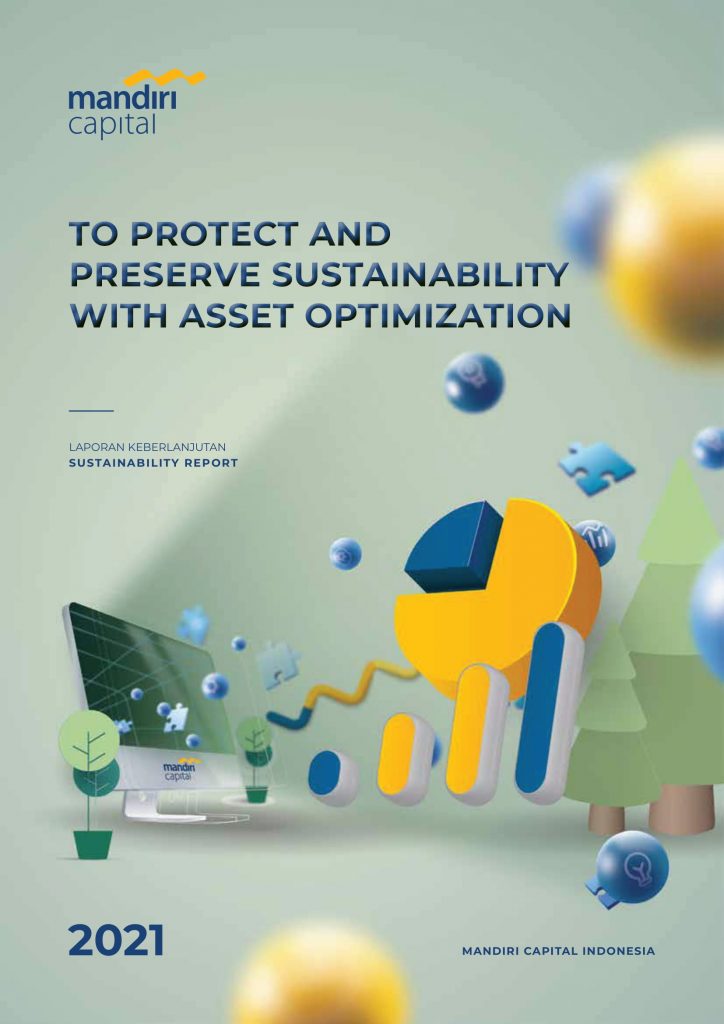 mandiri
capital
TO PROTECT AND
PRESERVE SUSTAINABILITY
WITH ASSET OPTIMIZATION
LAPORAN KEBERLANJUTAN
SUSTAINABILITY REPORT
mandiri
capital
2021
MANDIRI CAPITAL INDONESIA